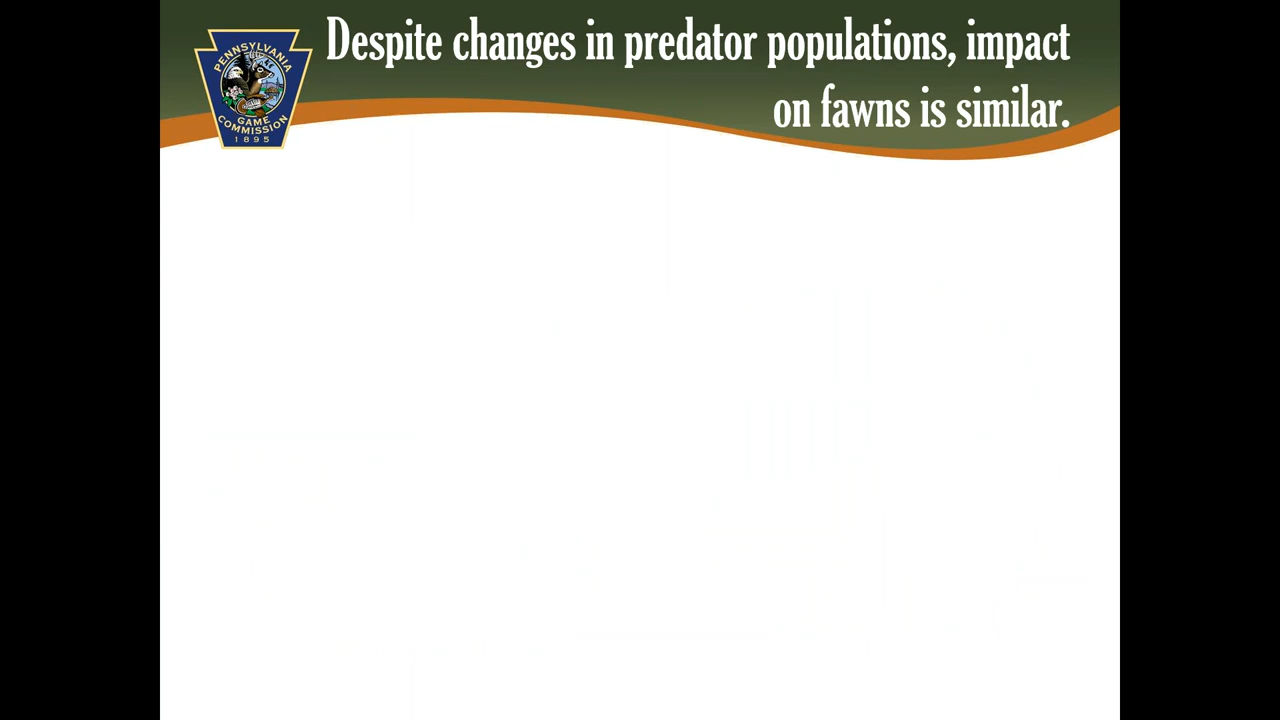 Despite changes in predator populations, impact
on fawns is similar.
PENNSYLVANIA
GAME
COMMISSION
1895